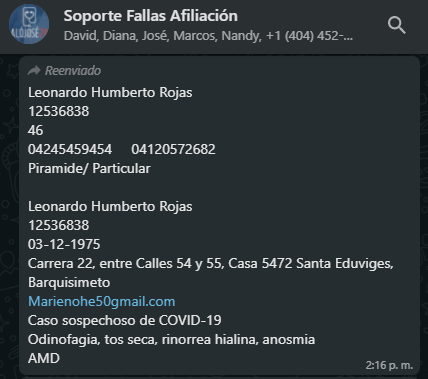 Soporte Fallas Afiliación
David, Diana, José, Marcos, Nandy, +1 (404) 452-...
Reenviado
Leonardo Humberto Rojas
12536838
46
04245459454 04120572682
Piramide/ Particular
Leonardo Humberto Rojas
12536838
03-12-1975
Carrera 22, entre Calles 54 y 55, Casa 5472 Santa Eduviges,
Barquisimeto
Marienohe50gmail.com
Caso sospechoso de COVID-19
Odinofagia, tos seca, rinorrea hialina, anosmia
AMD
2:16 p. m.